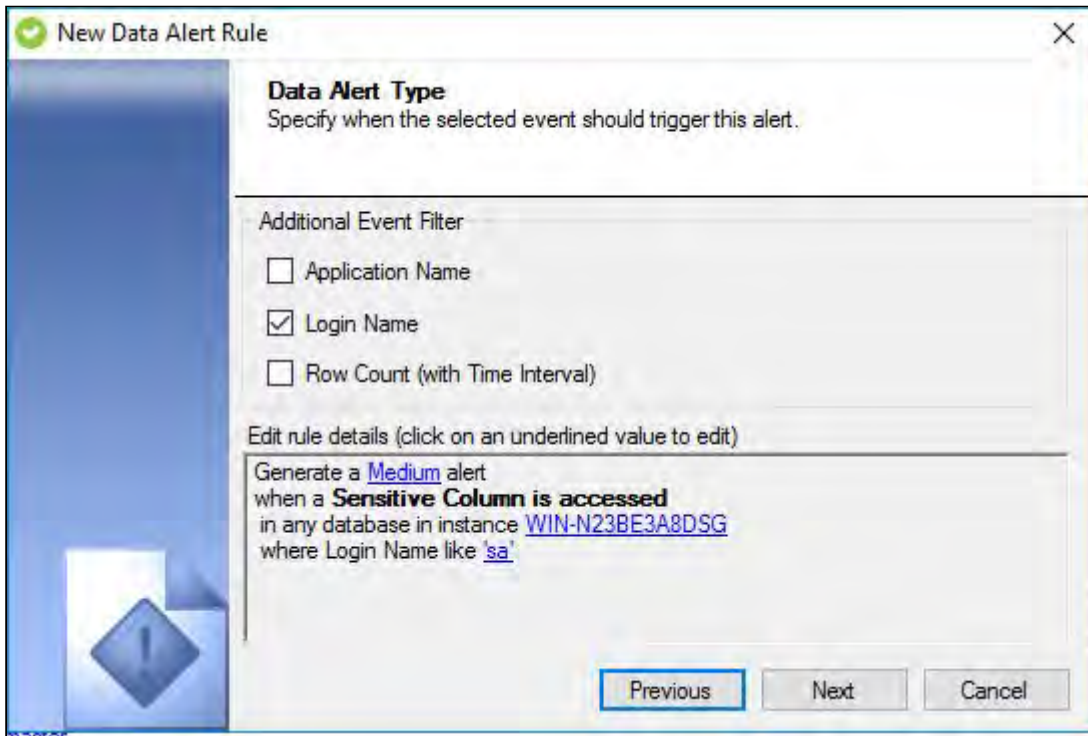 New Data Alert Rule
Data Alert Type
Specify when the selected event should trigger this alert.
Additional Event Filter
Application Name
Login Name
Row Count (with Time Interval)
Edit rule details (click on an underlined value to edit)
Generate a Medium alert
when a Sensitive Column is accessed
in any database in instance WIN-N23BE3A8DSG
where Login Name like 'sa'
Previous Next Cancel